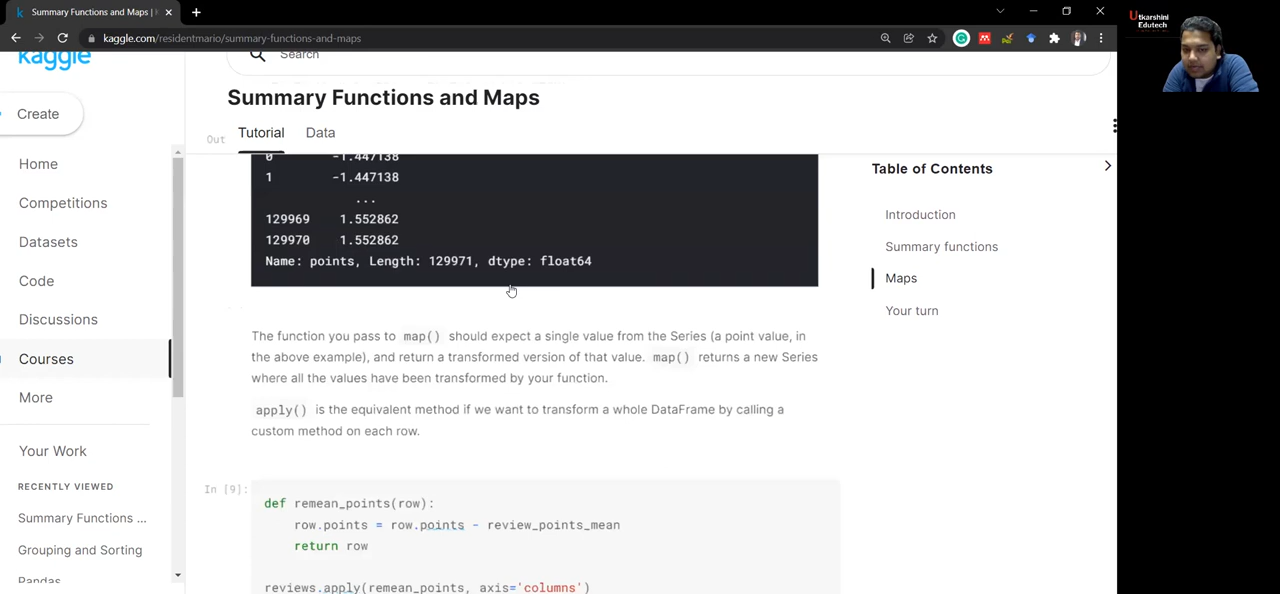 Summary Functions and Maps |
kaggle.com/residentmario/summary-functions-and-maps
Utkarshini
Edutech
kaggle
Search
Create
Summary Functions and Maps
Out
Tutorial
Data
Home
Competitions
Datasets
Code
Discussions
Courses
More
Your Work
RECENTLY VIEWED
Summary Functions ...
Grouping and Sorting
Pandas
0 -1.447138
1 -1.447138
...
129969 1.552862
129970 1.552862
Name: points, Length: 129971, dtype: float64
The function you pass to map() should expect a single value from the Series (a point value, in
the above example), and return a transformed version of that value. map() returns a new Series
where all the values have been transformed by your function.
apply() is the equivalent method if we want to transform a whole DataFrame by calling a
custom method on each row.
In [9]:
def remean_points(row):
row.points = row.points - review_points_mean
return row
reviews.apply(remean_points, axis='columns')
Table of Contents
Introduction
Summary functions
Maps
Your turn